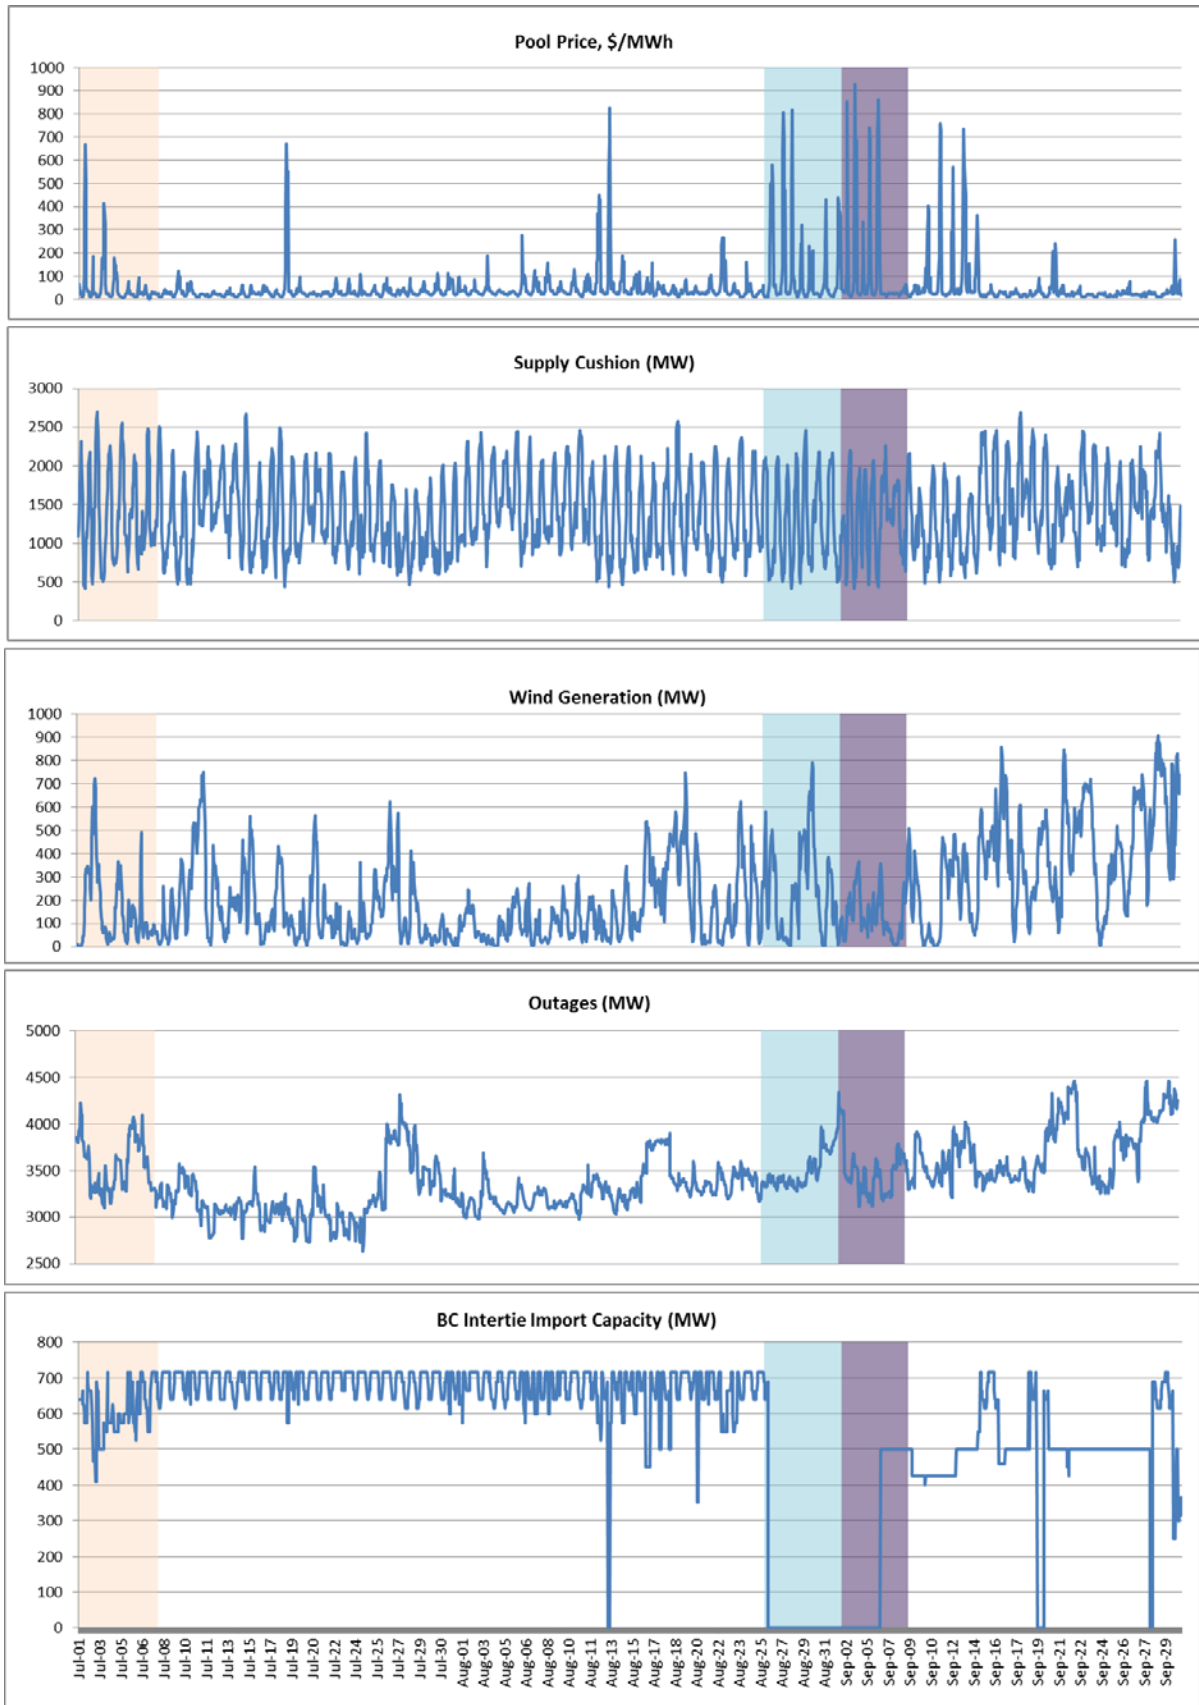 Pool Price, $/MWh
1000
900
800
700
600
500
400
300
200
100
0
Supply Cushion (MW)
3000
2500
2000
1500
1000
500
0
Wind Generation (MW)
1000
900
800
700
600
500
400
300
200
100
0
Outages (MW)
5000
4500
4000
3500
3000
2500
BC Intertie Import Capacity (MW)
800
700
600
500
400
300
200
100
0
Jul-01
Jul-03
Jul-05
Jul-06
Jul-08
Jul-10
Jul-11
Jul-13
Jul-15
Jul-17
Jul-19
Jul-20
Jul-22
Jul-24
Jul-26
Jul-27
Jul-29
Jul-30
Aug-01
Aug-03
Aug-05
Aug-06
Aug-08
Aug-10
Aug-11
Aug-13
Aug-15
Aug-17
Aug-18
Aug-20
Aug-22
Aug-23
Aug-25
Aug-27
Aug-29
Aug-31
Sep-02
Sep-05
Sep-07
Sep-09
Sep-10
Sep-12
Sep-14
Sep-16
Sep-17
Sep-19
Sep-21
Sep-22
Sep-24
Sep-26
Sep-27
Sep-29